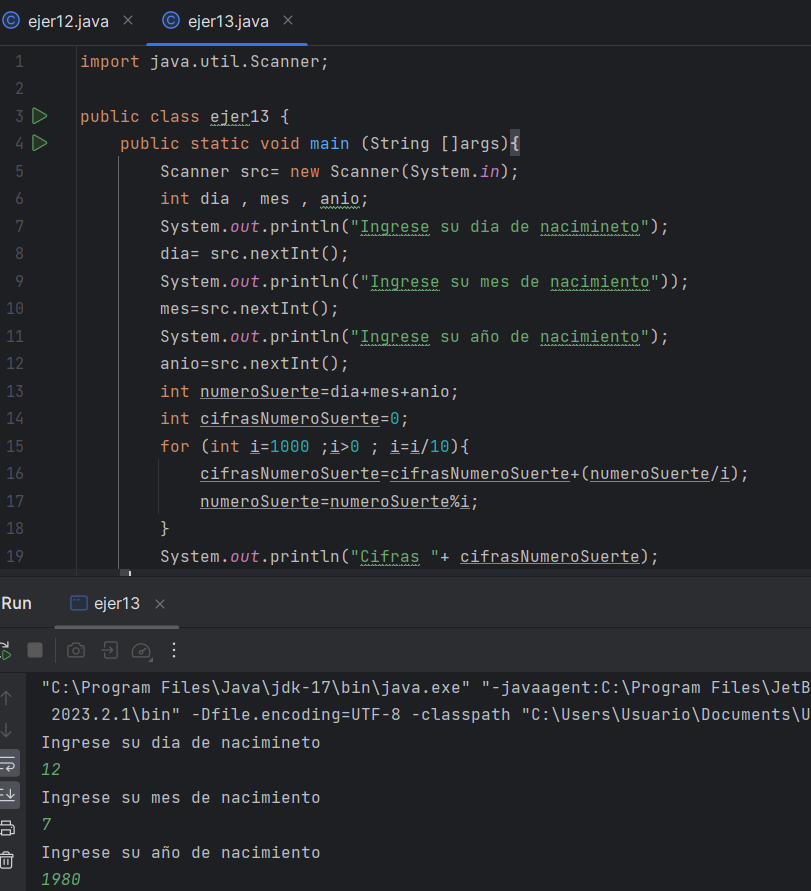 ejer12.java
ejer13.java
1 import java.util.Scanner;
2
3 public class ejer13 {
4 public static void main (String []args){
5 Scanner src= new Scanner(System.in);
6 int dia , mes , anio;
7 System.out.println("Ingrese su dia de nacimineto");
8 dia= src.nextInt();
9 System.out.println(("Ingrese su mes de nacimiento"));
10 mes=src.nextInt();
11 System.out.println("Ingrese su año de nacimiento");
12 anio=src.nextInt();
13 int numeroSuerte=dia+mes+anio;
14 int cifrasNumeroSuerte=0;
15 for (int i=1000 ;i>0 ; i=i/10){
16 cifrasNumeroSuerte=cifrasNumeroSuerte+(numeroSuerte/i);
17 numeroSuerte=numeroSuerte%i;
18 }
19 System.out.println("Cifras "+ cifrasNumeroSuerte);
Run ejer13
"C:\Program Files\Java\jdk-17\bin\java.exe" "-javaagent:C:\Program Files\JetB
2023.2.1\bin" -Dfile.encoding=UTF-8 -classpath "C:\Users\Usuario\Documents\U
Ingrese su dia de nacimineto
12
Ingrese su mes de nacimiento
7
Ingrese su año de nacimiento
1980